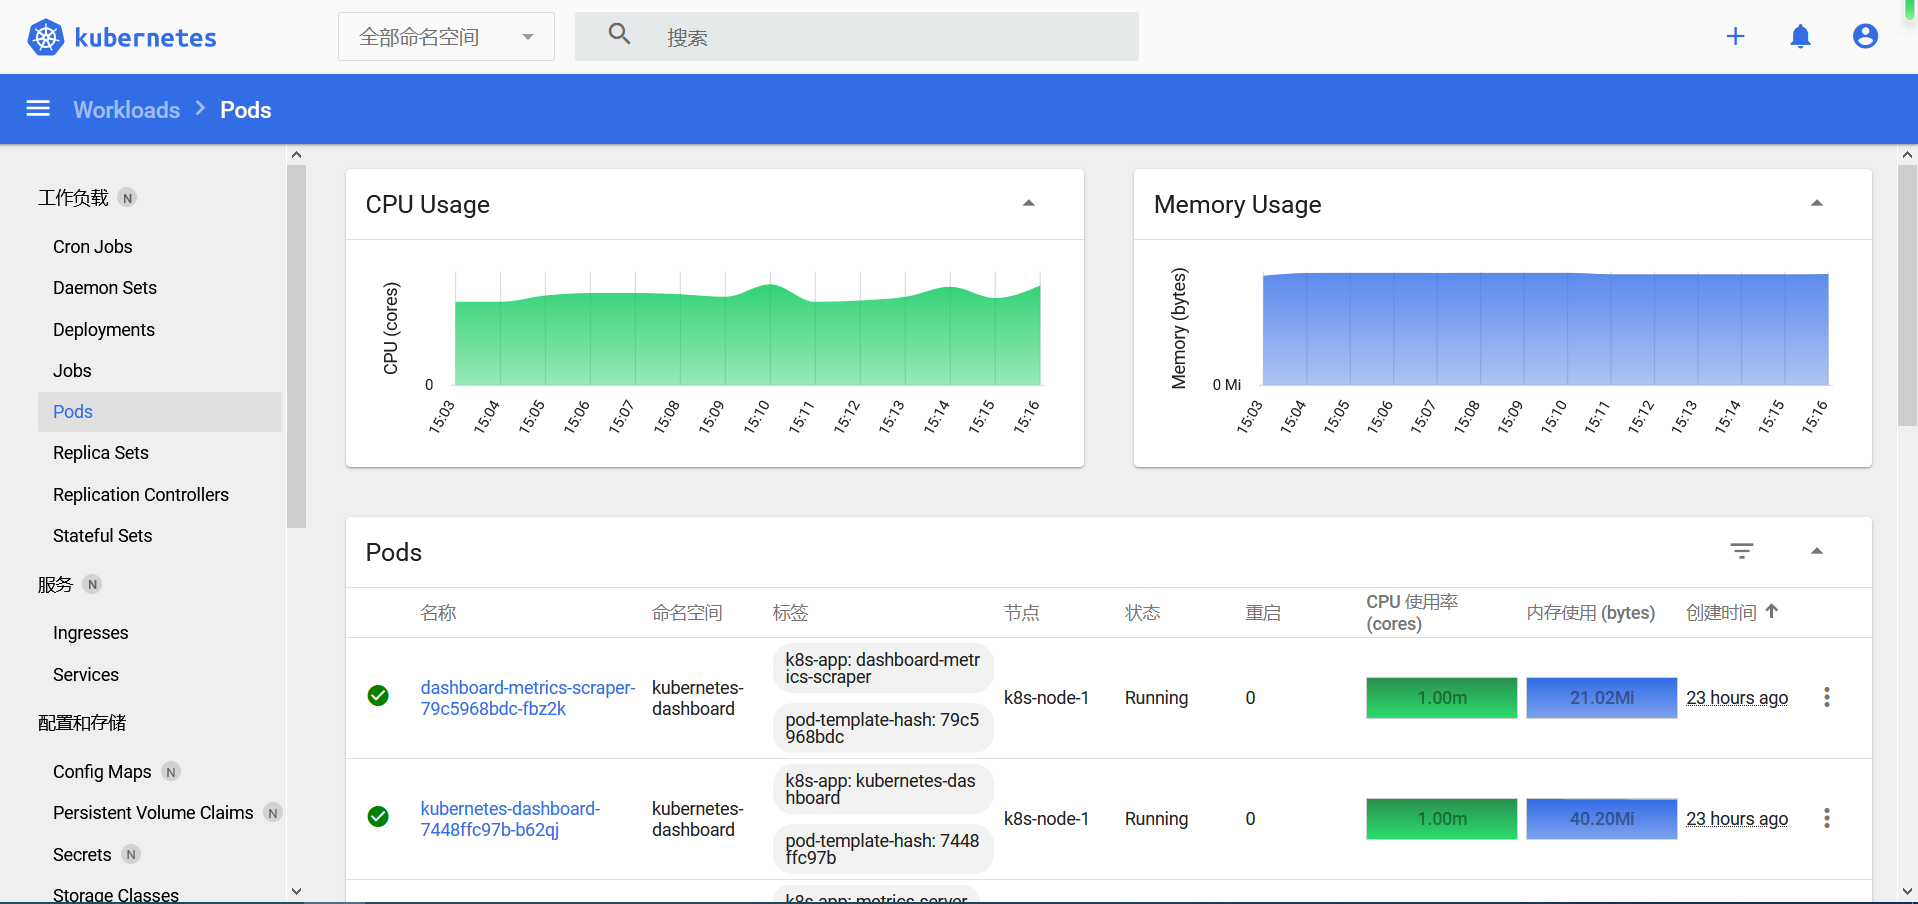 kubernetes
全部命名空间
搜索
Workloads > Pods
工作负载 N
Cron Jobs
Daemon Sets
Deployments
Jobs
Pods
Replica Sets
Replication Controllers
Stateful Sets
服务 N
Ingresses
Services
配置和存储
Config Maps N
Persistent Volume Claims N
Secrets N
Storage Classes
CPU Usage
CPU (cores)
0
15:03 15:04 15:05 15:06 15:07 15:08 15:09 15:10 15:11 15:12 15:13 15:14 15:15 15:16
Memory Usage
Memory (bytes)
0 Mi
15:03 15:04 15:05 15:06 15:07 15:08 15:09 15:10 15:11 15:12 15:13 15:14 15:15 15:16
Pods
名称 命名空间 标签 节点 状态 重启 CPU 使用率 (cores) 内存使用 (bytes) 创建时间
dashboard-metrics-scraper-
79c5968bdc-fbz2k
kubernetes-
dashboard
k8s-app: dashboard-metr
ics-scraper
pod-template-hash: 79c5
968bdc
k8s-node-1 Running 0 1.00m 21.02Mi 23 hours ago
kubernetes-dashboard-
7448ffc97b-b62qj
kubernetes-
dashboard
k8s-app: kubernetes-das
hboard
pod-template-hash: 7448
ffc97b
k8s-node-1 Running 0 1.00m 40.20Mi 23 hours ago
k8s-app: metrics-server